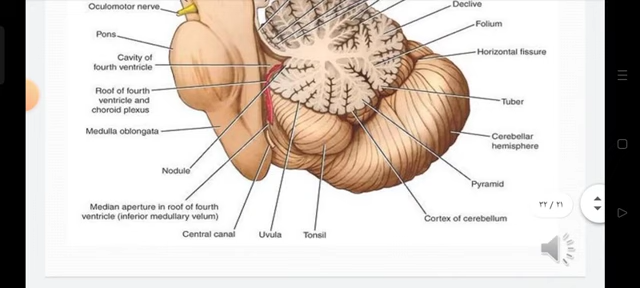 Oculomotor nerve
Pons
Cavity of
fourth ventricle
Roof of fourth
ventricle and
choroid plexus
Medulla oblongata
Nodule
Median aperture in roof of fourth
ventricle (inferior medullary velum)
Central canal
Uvula
Tonsil
Declive
Folium
Horizontal fissure
Tuber
Cerebellar
hemisphere
Pyramid
Cortex of cerebellum
٢٢ / ٢١